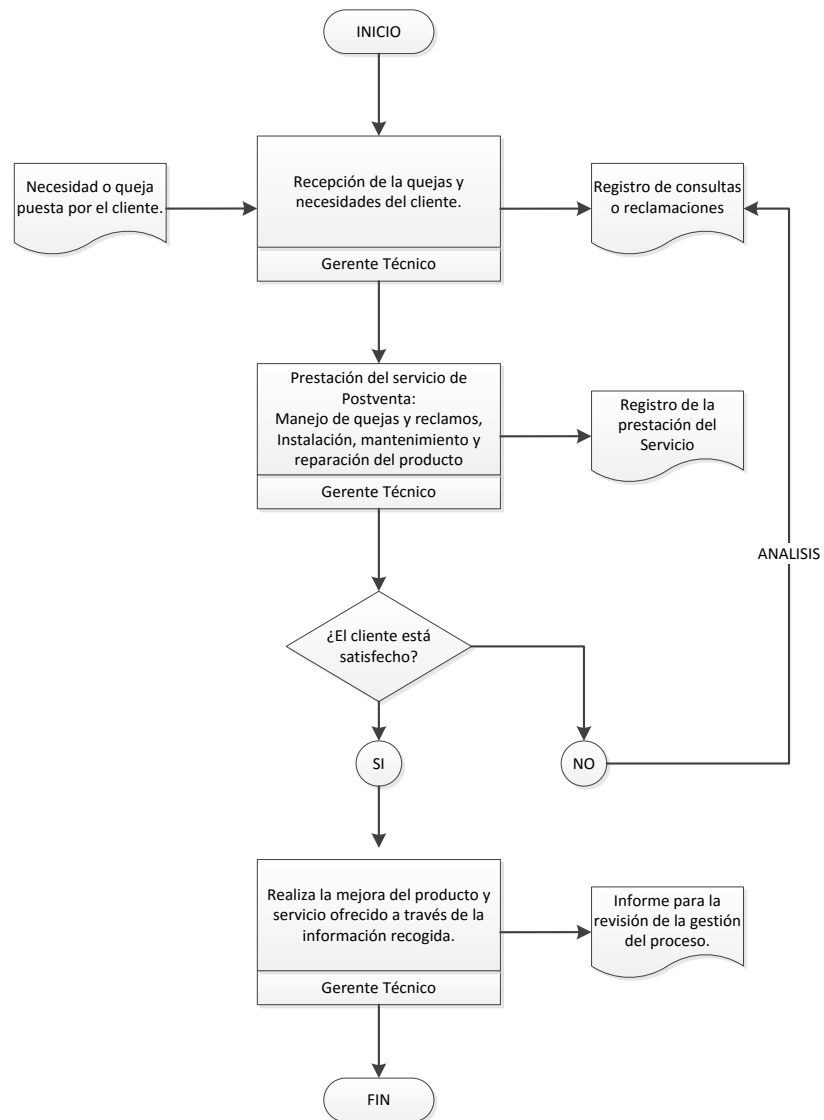 INICIO
Necesidad o queja
puesta por el cliente.
Recepción de la quejas y
necesidades del cliente.
Gerente Técnico
Registro de consultas
o reclamaciones
Prestación del servicio de
Postventa:
Manejo de quejas y reclamos,
Instalación, mantenimiento y
reparación del producto
Gerente Técnico
Registro de la
prestación del
Servicio
ANALISIS
¿El cliente está
satisfecho?
SI
NO
Realiza la mejora del producto y
servicio ofrecido a través de la
información recogida.
Gerente Técnico
Informe para la
revisión de la gestión
del proceso.
FIN